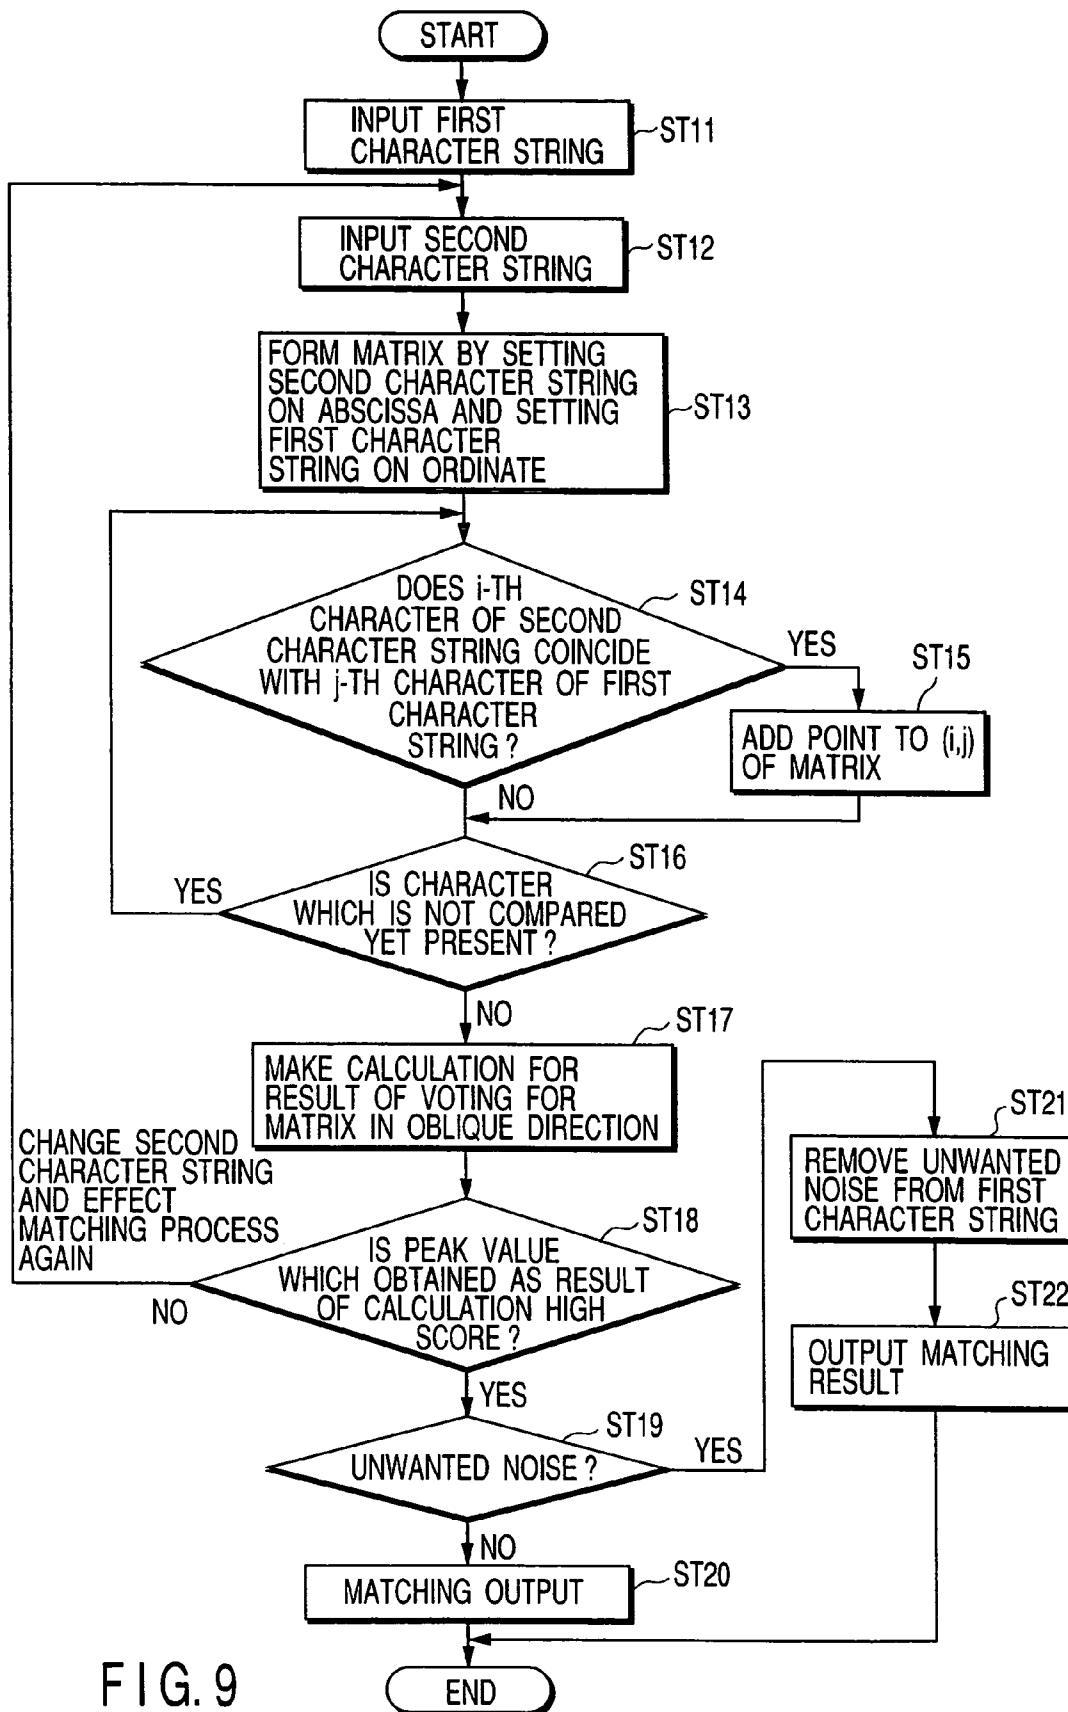 START
INPUT FIRST
CHARACTER STRING
ST11
INPUT SECOND
CHARACTER STRING
ST12
FORM MATRIX BY SETTING
SECOND CHARACTER STRING
ON ABSCISSA AND SETTING
FIRST CHARACTER
STRING ON ORDINATE
ST13
DOES i-TH
CHARACTER OF SECOND
CHARACTER STRING COINCIDE
WITH j-TH CHARACTER OF FIRST
CHARACTER
STRING ?
ST14
YES
ST15
ADD POINT TO (i,j)
OF MATRIX
NO
ST16
YES
IS CHARACTER
WHICH IS NOT COMPARED
YET PRESENT ?
NO
ST17
MAKE CALCULATION FOR
RESULT OF VOTING FOR
MATRIX IN OBLIQUE DIRECTION
CHANGE SECOND
CHARACTER STRING
AND EFFECT
MATCHING PROCESS
AGAIN
ST18
IS PEAK VALUE
WHICH OBTAINED AS RESULT
OF CALCULATION HIGH
SCORE ?
NO
YES
ST19
UNWANTED NOISE ?
YES
ST21
REMOVE UNWANTED
NOISE FROM FIRST
CHARACTER STRING
ST22
OUTPUT MATCHING
RESULT
NO
MATCHING OUTPUT
ST20
END
FIG. 9